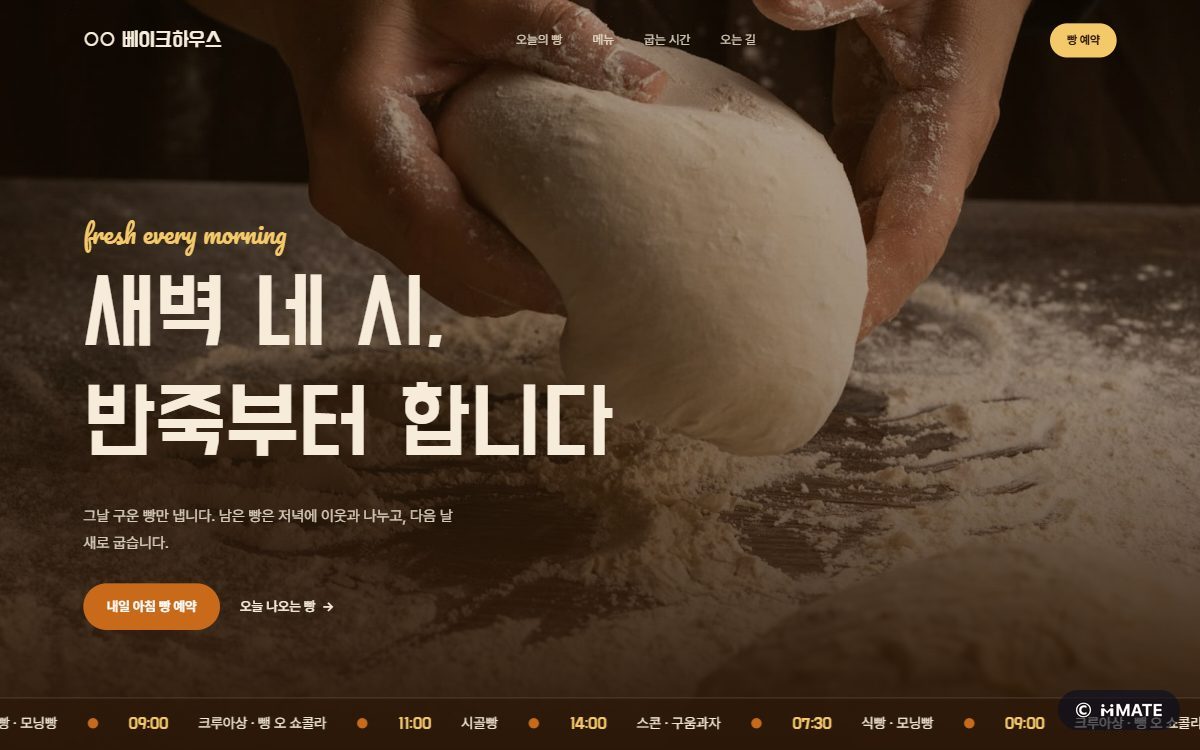 OO 베이크하우스
오늘의 빵 메뉴 굽는 시간 오는 길
빵 예약
fresh every morning
새벽 네 시,
반죽부터 합니다
그날 구운 빵만 냅니다. 남은 빵은 저녁에 이웃과 나누고, 다음 날
새로 굽습니다.
내일 아침 빵 예약
오늘 나오는 빵 →
빵 · 모닝빵 ● 09:00 크루아상 · 뺑 오 쇼콜라 ● 11:00 시골빵 ● 14:00 스콘 · 구움과자 ● 07:30 식빵 · 모닝빵 ● 09:00 크루아상 · 뺑 오 쇼콜라
© MMATE